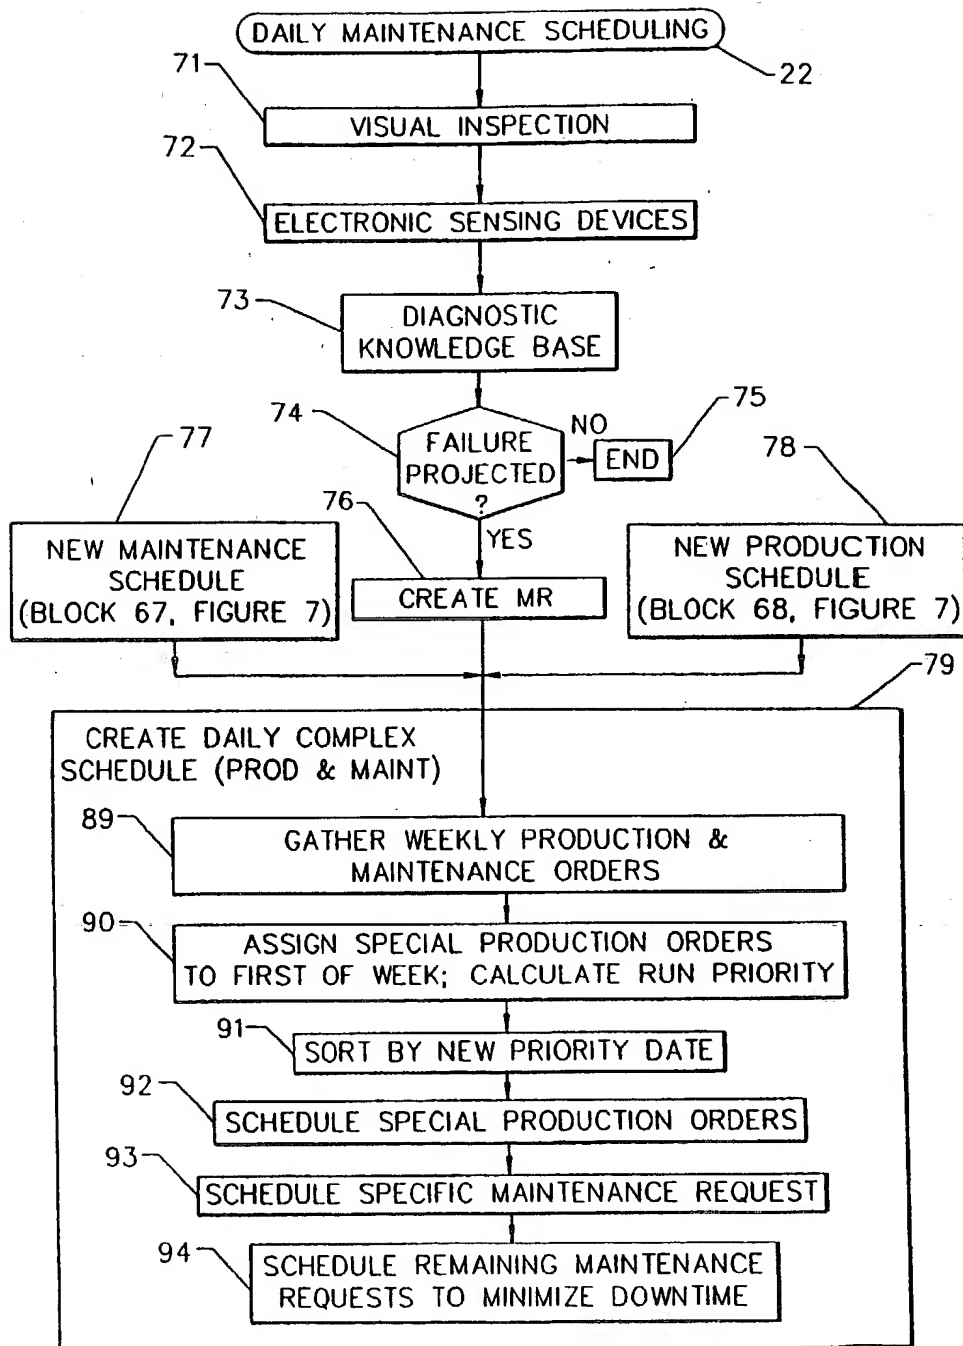 DAILY MAINTENANCE SCHEDULING
22
71
VISUAL INSPECTION
72
ELECTRONIC SENSING DEVICES
73
DIAGNOSTIC
KNOWLEDGE BASE
74
FAILURE
PROJECTED
?
NO
75
END
YES
77
NEW MAINTENANCE
SCHEDULE
(BLOCK 67, FIGURE 7)
76
CREATE MR
78
NEW PRODUCTION
SCHEDULE
(BLOCK 68, FIGURE 7)
79
CREATE DAILY COMPLEX
SCHEDULE (PROD & MAINT)
89
GATHER WEEKLY PRODUCTION &
MAINTENANCE ORDERS
90
ASSIGN SPECIAL PRODUCTION ORDERS
TO FIRST OF WEEK; CALCULATE RUN PRIORITY
91
SORT BY NEW PRIORITY DATE
92
SCHEDULE SPECIAL PRODUCTION ORDERS
93
SCHEDULE SPECIFIC MAINTENANCE REQUEST
94
SCHEDULE REMAINING MAINTENANCE
REQUESTS TO MINIMIZE DOWNTIME